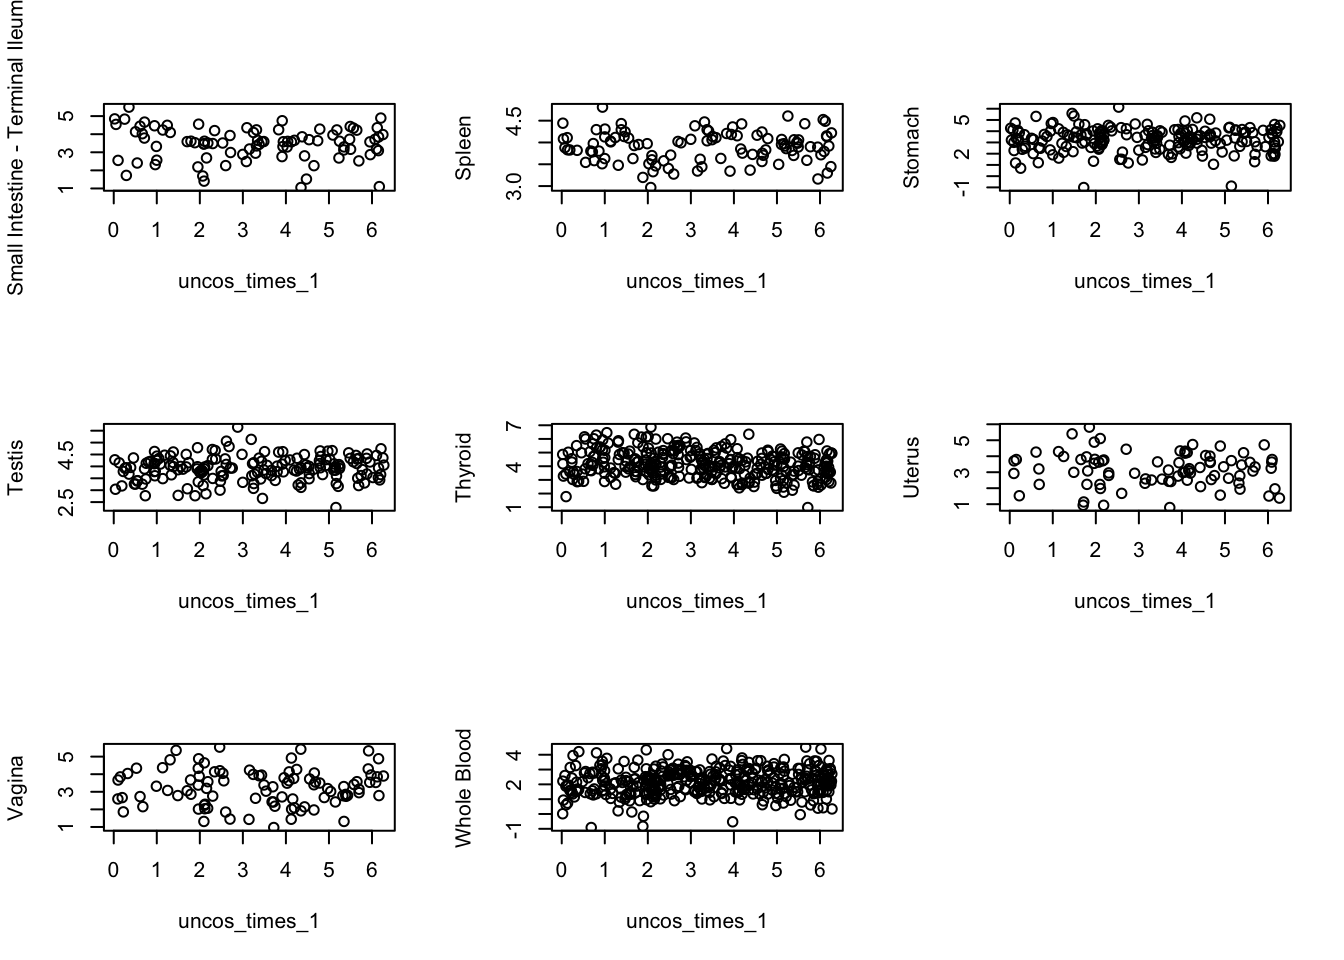 Small Intestine - Terminal Ileum
1 3 5
0 1 2 3 4 5 6
uncos_times_1
Spleen
3.0 4.5
0 1 2 3 4 5 6
uncos_times_1
Stomach
-1 2 5
0 1 2 3 4 5 6
uncos_times_1
Testis
2.5 4.5
0 1 2 3 4 5 6
uncos_times_1
Thyroid
1 4 7
0 1 2 3 4 5 6
uncos_times_1
Uterus
1 3 5
0 1 2 3 4 5 6
uncos_times_1
Vagina
1 3 5
0 1 2 3 4 5 6
uncos_times_1
Whole Blood
-1 2 4
0 1 2 3 4 5 6
uncos_times_1